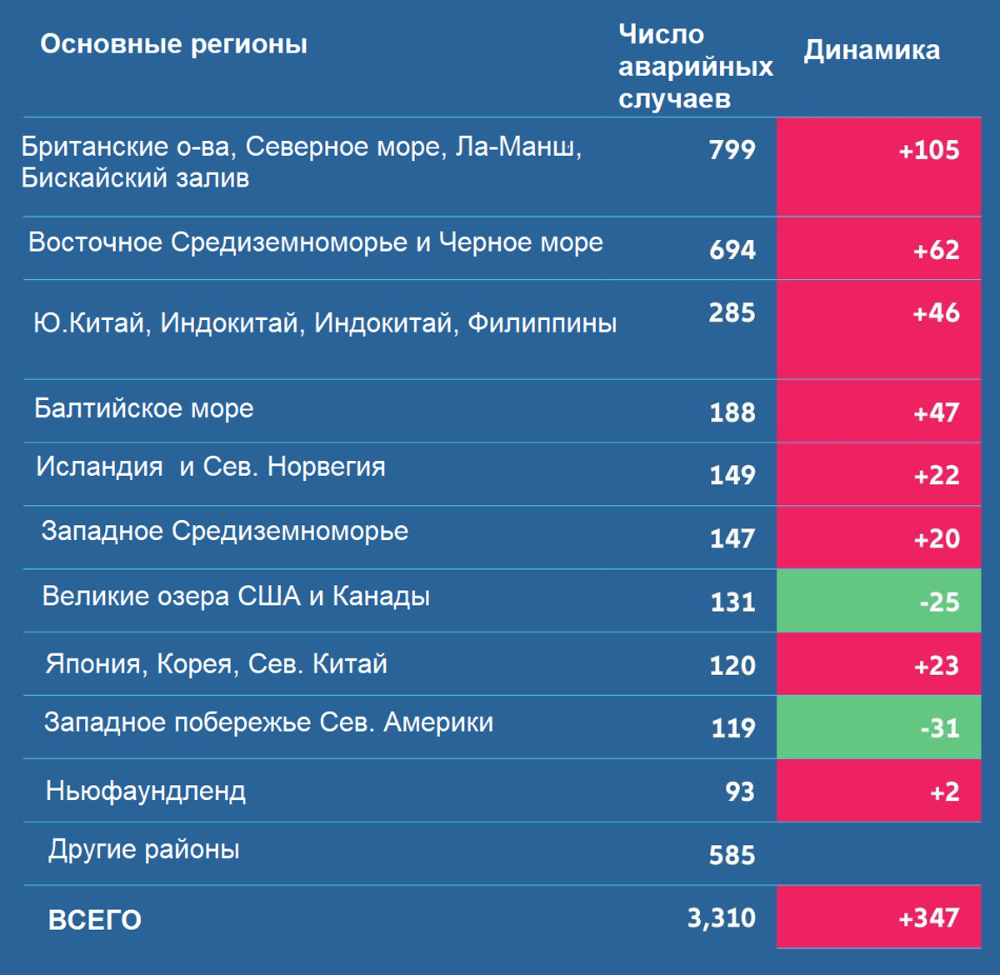 Основные регионы
Число
аварийных
случаев
Динамика
Британские о-ва, Северное море, Ла-Манш,
Бискайский залив
799
+105
Восточное Средиземноморье и Черное море
694
+62
Ю.Китай, Индокитай, Индокитай, Филиппины
285
+46
Балтийское море
188
+47
Исландия и Сев. Норвегия
149
+22
Западное Средиземноморье
147
+20
Великие озера США и Канады
131
-25
Япония, Корея, Сев. Китай
120
+23
Западное побережье Сев. Америки
119
-31
Ньюфаундленд
93
+2
Другие районы
585
ВСЕГО
3,310
+347